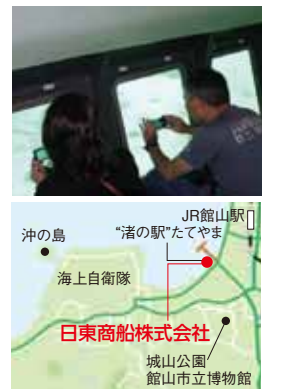 JR館山駅
“渚の駅”たてやま
沖の島
海上自衛隊
日東商船株式会社
城山公園
館山市立博物館